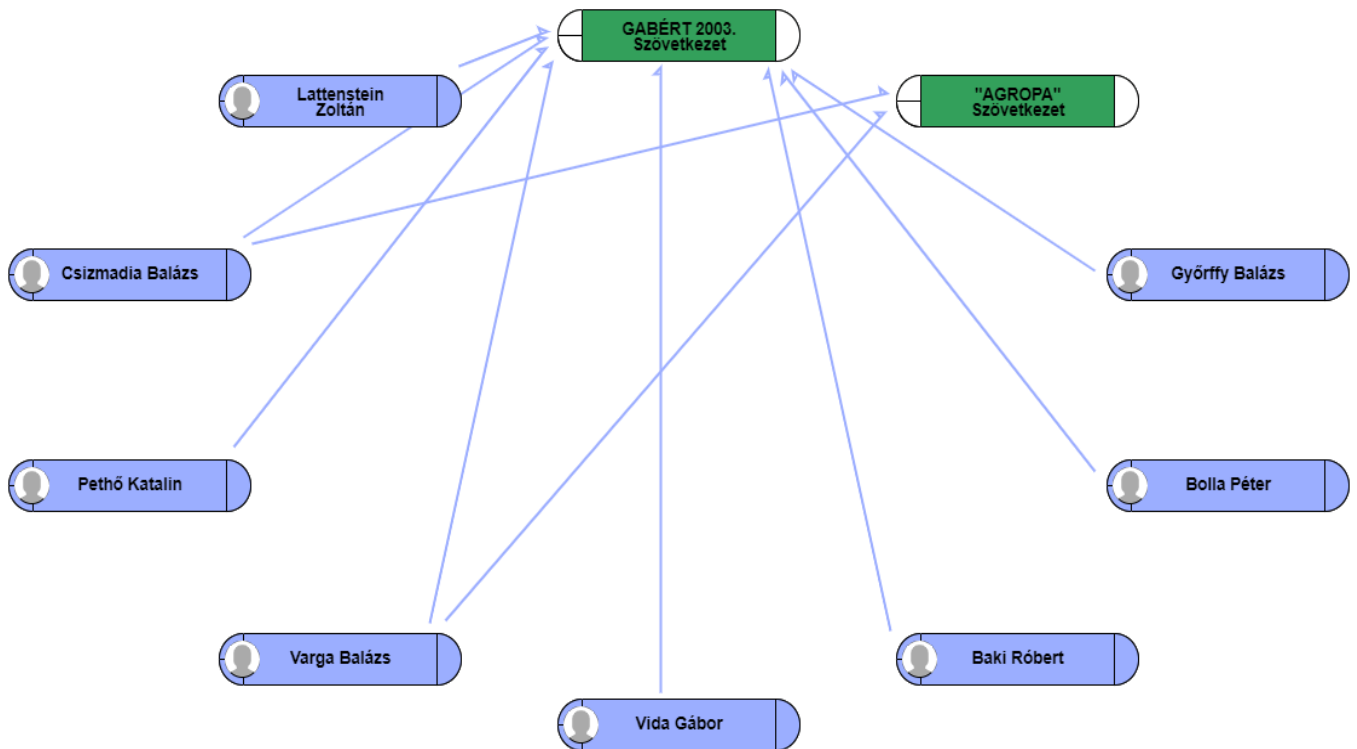 GABÉRT 2003.
Szövetkezet
Lattenstein
Zoltán
"AGROPA"
Szövetkezet
Csizmadia Balázs
Győrffy Balázs
Pethő Katalin
Bolla Péter
Varga Balázs
Baki Róbert
Vida Gábor